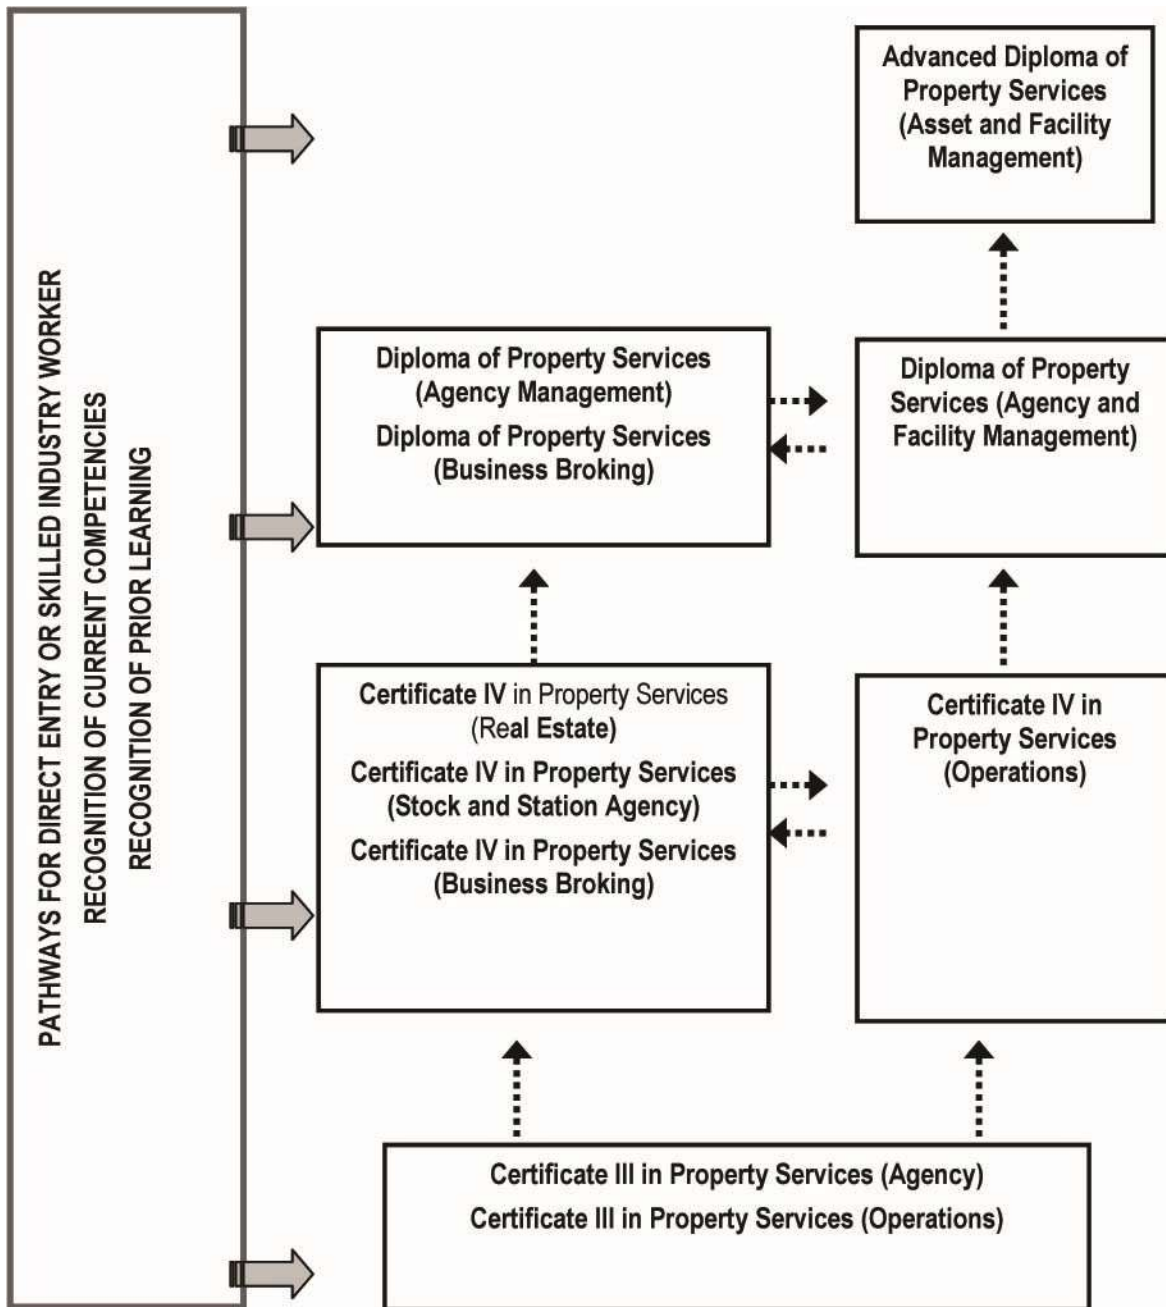 PATHWAYS FOR DIRECT ENTRY OR SKILLED INDUSTRY WORKER
RECOGNITION OF CURRENT COMPETENCIES
RECOGNITION OF PRIOR LEARNING
Advanced Diploma of
Property Services
(Asset and Facility
Management)
Diploma of Property Services
(Agency Management)
Diploma of Property Services
(Business Broking)
Diploma of Property
Services (Agency and
Facility Management)
Certificate IV in Property Services
(Real Estate)
Certificate IV in Property Services
(Stock and Station Agency)
Certificate IV in Property Services
(Business Broking)
Certificate IV in
Property Services
(Operations)
Certificate III in Property Services (Agency)
Certificate III in Property Services (Operations)